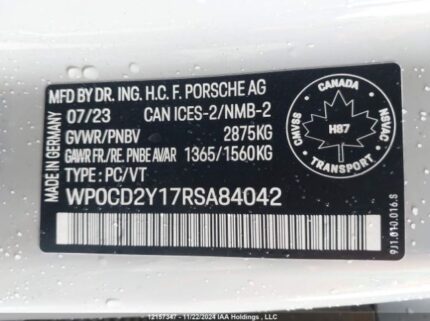 MFD BY DR. ING. H.C. F. PORSCHE AG
MADE IN GERMANY
07/23 CAN ICES-2/NMB-2
GVWR/PNBV 2875KG
GAWR FR/RE. PNBE AVAR 1365/1560KG
TYPE : PC/VT
WP0CD2Y17RSA84042
CANADA
CMVSS
H87
NSVAC
TRANSPORT
12157347 - 11/22/2024 IAA Holdings , LLC